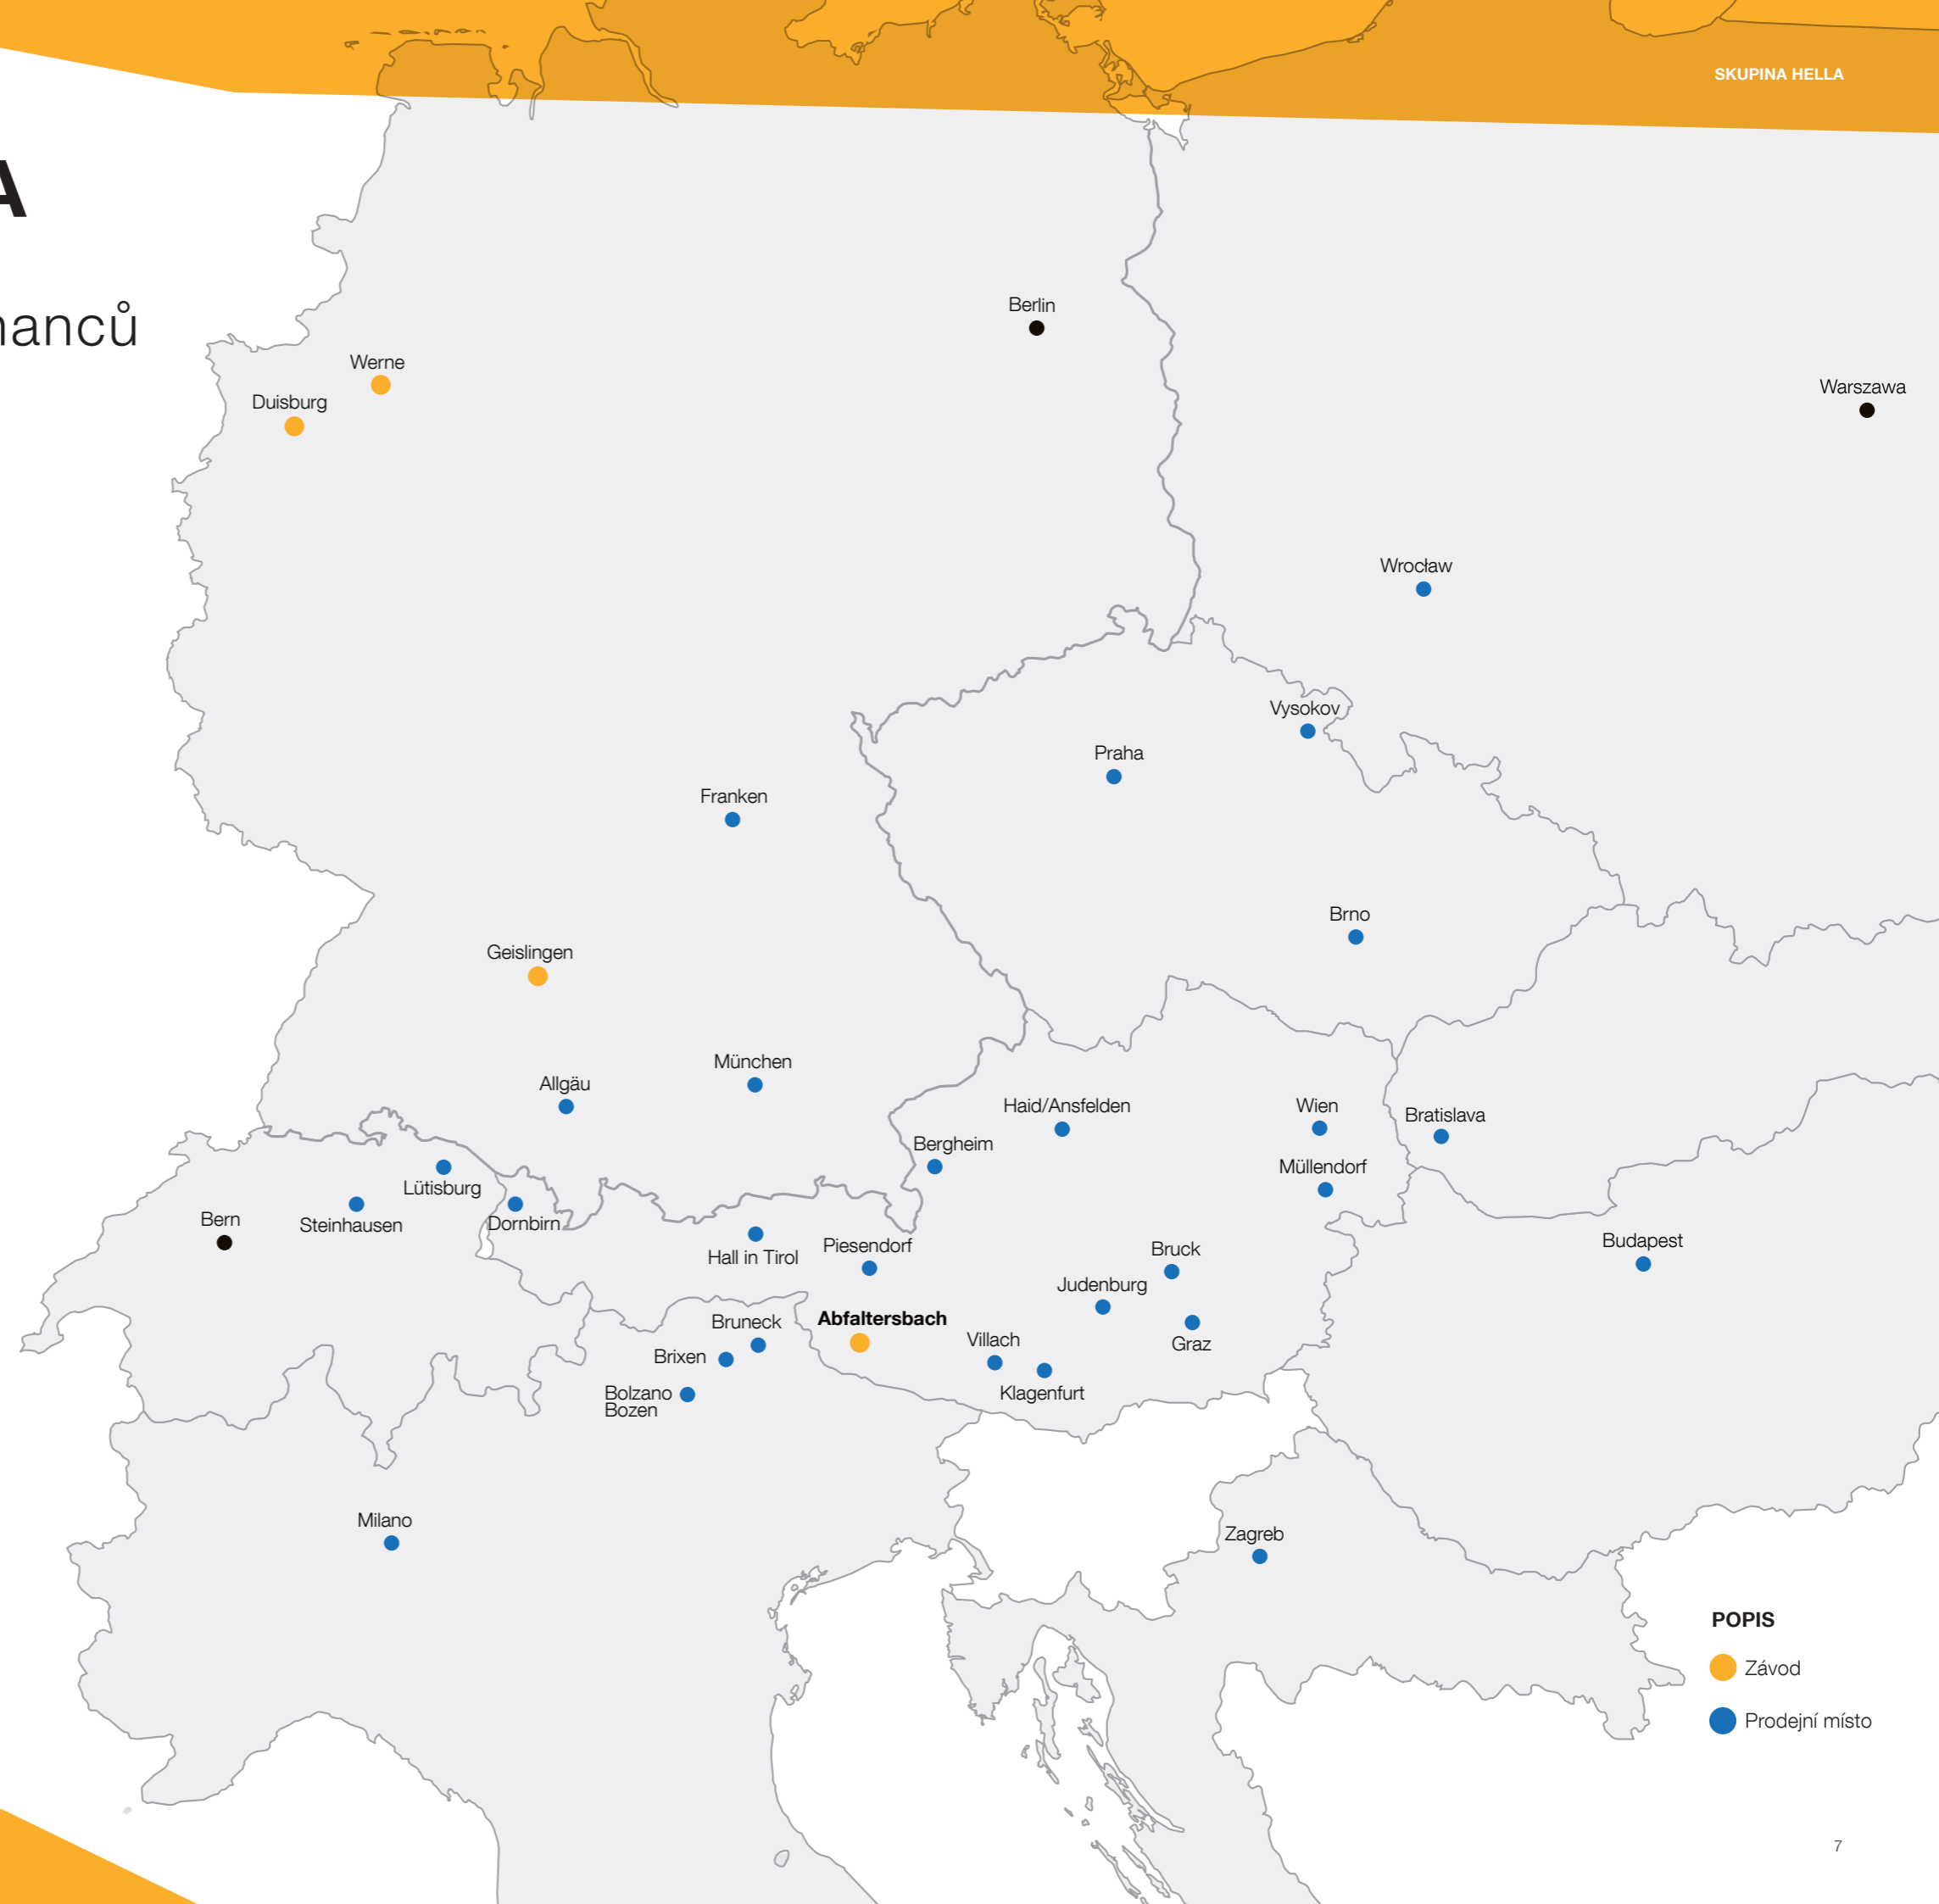 SKUPINA HELLA
A
nanců
Berlin
Werne
Duisburg
Warszawa
Wrocław
Vysokov
Praha
Franken
Brno
Geislingen
München
Allgäu
Haid/Ansfelden
Wien
Bratislava
Bergheim
Müllendorf
Lütisburg
Bern
Steinhausen
Dornbirn
Hall in Tirol
Piesendorf
Bruck
Budapest
Judenburg
Abfaltersbach
Bruneck
Villach
Graz
Brixen
Klagenfurt
Bolzano
Bozen
Milano
Zagreb
POPIS
Závod
Prodejní místo
7